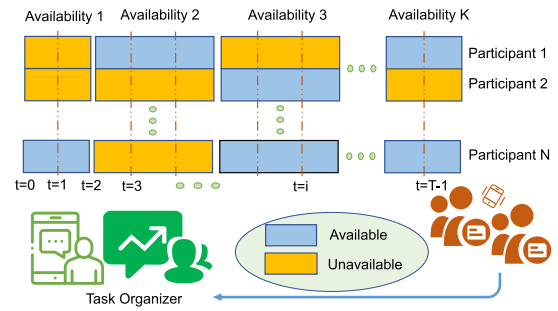 Availability 1 Availability 2 Availability 3 Availability K
Participant 1
Participant 2
Participant N
t=0 t=1 t=2 t=3 t=i t=T-1
Available
Unavailable
Task Organizer